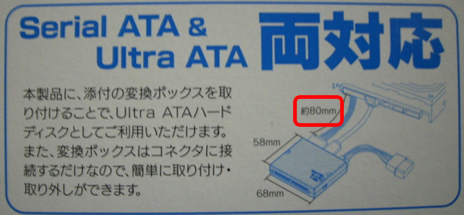 Serial ATA &
Ultra ATA
両対応
本製品に、添付の変換ボックスを取
り付けることで、Ultra ATAハード
ディスクとしてご利用いただけます。
また、変換ボックスはコネクタに接
続するだけなので、簡単に取り付け・
取り外しができます。
約80mm
58mm
68mm